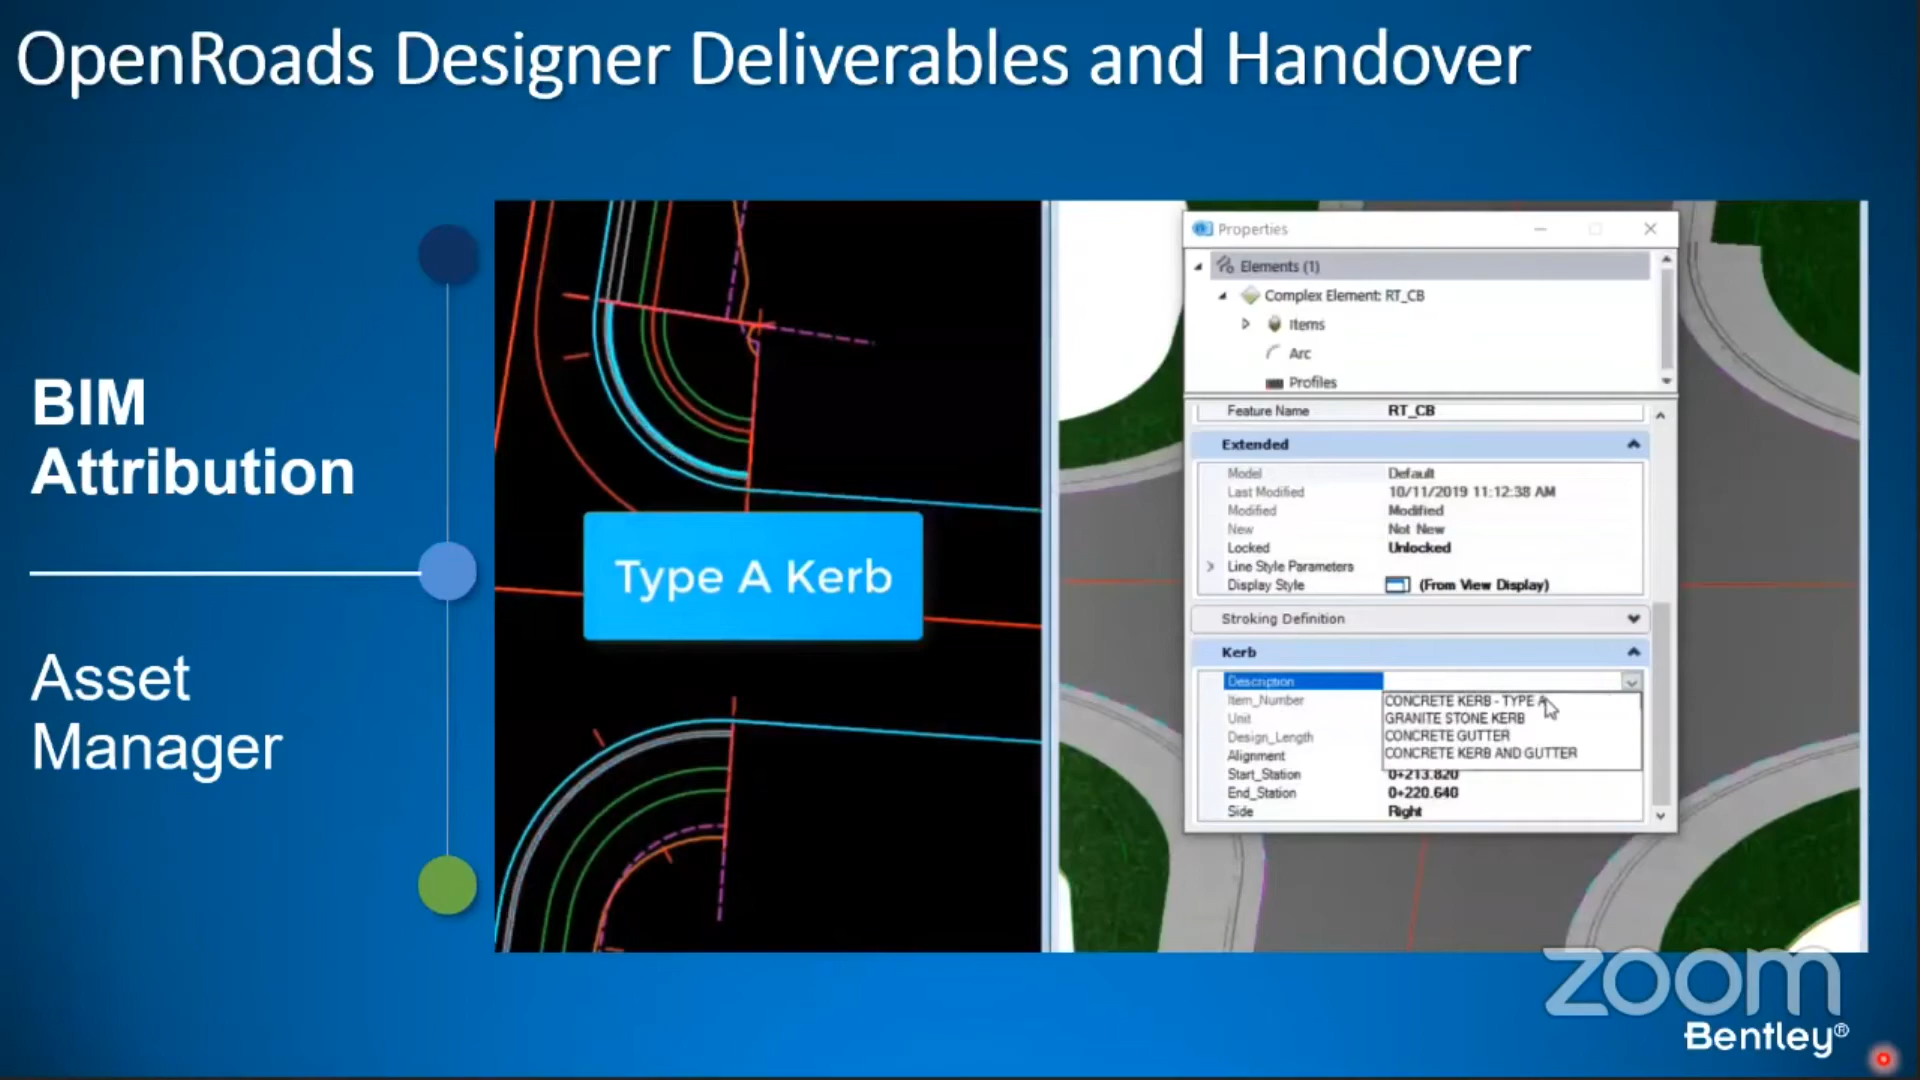 OpenRoads Designer Deliverables and Handover
BIM
Attribution
Asset
Manager
Type A Kerb
Properties
Elements (1)
Complex Element: RT_CB
Items
Arc
Profiles
Feature Name RT_CB
Extended
Model Default
Last Modified 10/11/2019 11:12:38 AM
Modified Modified
New Not New
Locked Unlocked
Line Style Parameters
Display Style (From View Display)
Stroking Definition
Kerb
Description
Item_Number CONCRETE KERB - TYPE A
Unit GRANITE STONE KERB
Design_Length CONCRETE GUTTER
Alignment CONCRETE KERB AND GUTTER
Start_Station 0+213.820
End_Station 0+220.640
Side Right
zoom
Bentley®